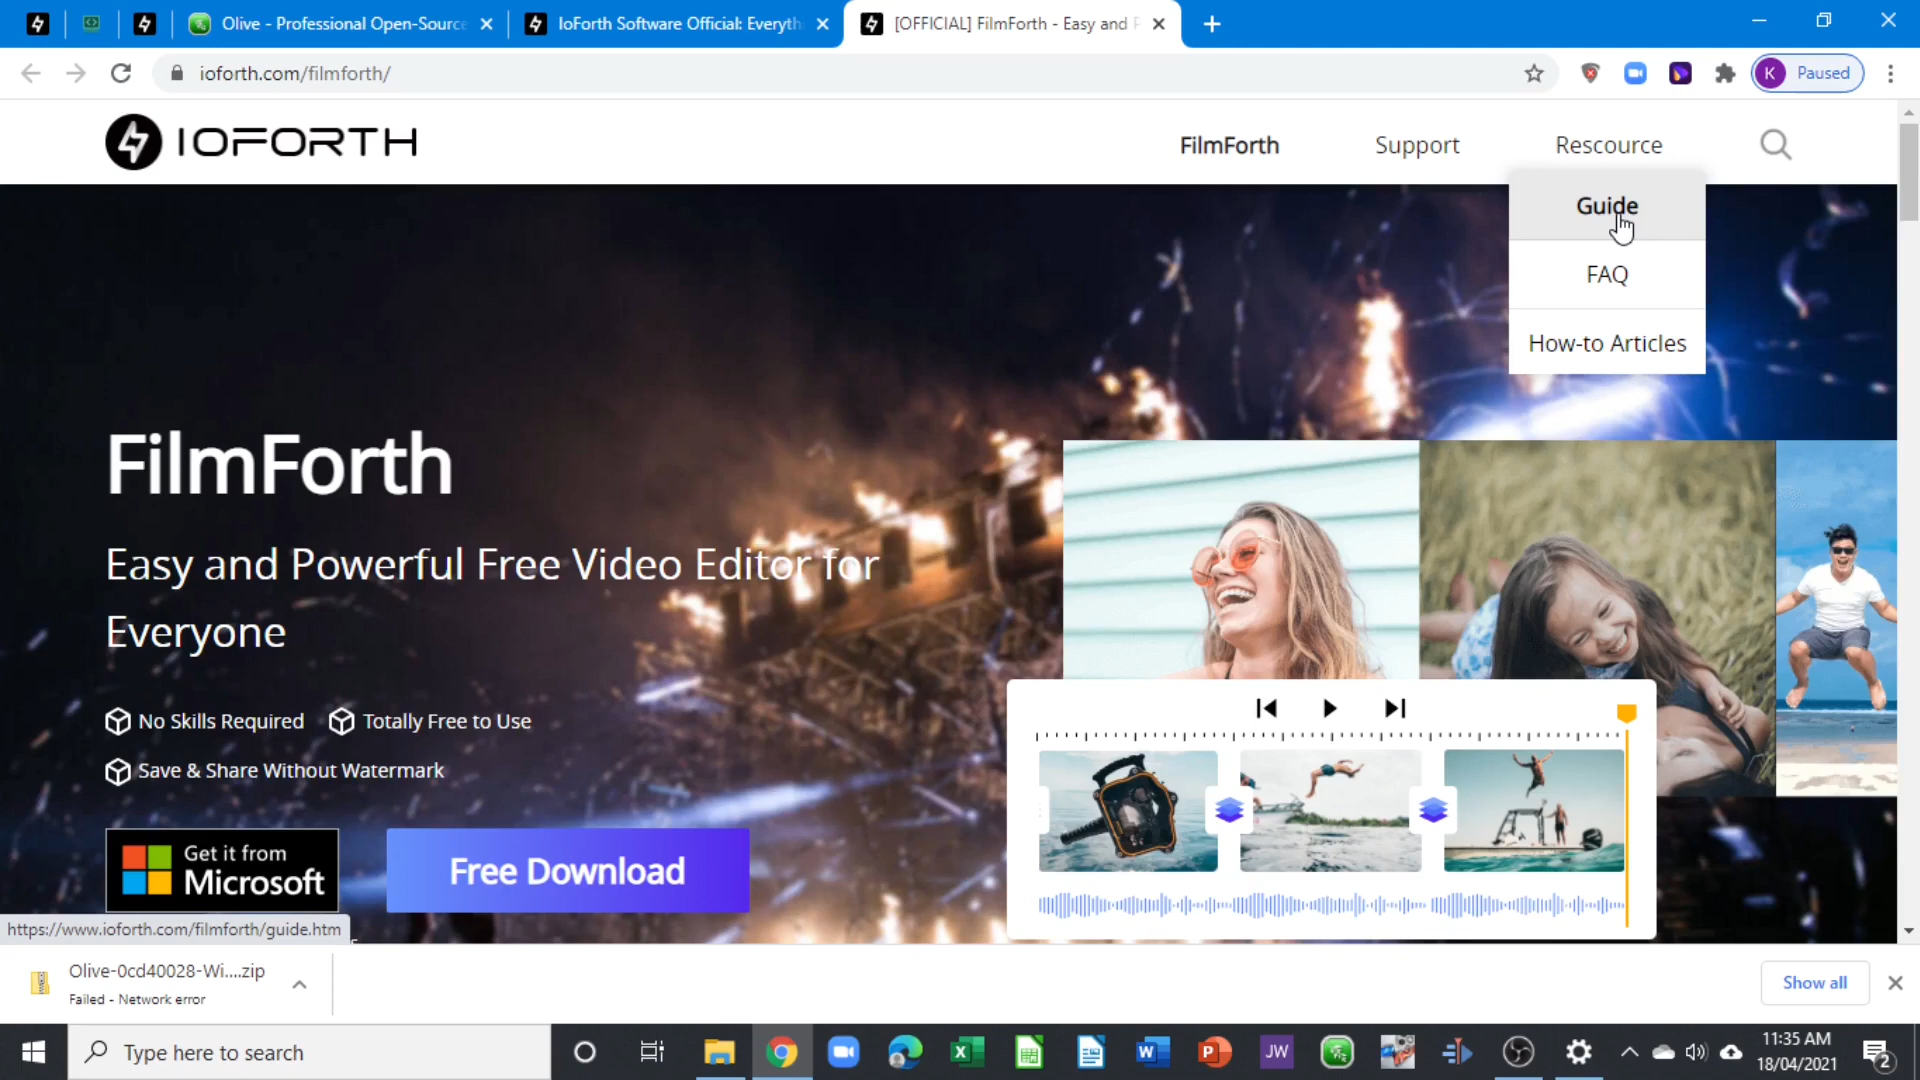 Olive - Professional Open-Source
IoForth Software Official: Everyth
[OFFICIAL] FilmForth - Easy and P
ioforth.com/filmforth/
K Paused
IOFORTH
FilmForth
Support
Rescource
Guide
FAQ
How-to Articles
FilmForth
Easy and Powerful Free Video Editor for
Everyone
No Skills Required
Totally Free to Use
Save & Share Without Watermark
Get it from
Microsoft
Free Download
https://www.ioforth.com/filmforth/guide.htm
Olive-0cd40028-Wi....zip
Failed - Network error
Show all
Type here to search
JW
11:35 AM
18/04/2021
2